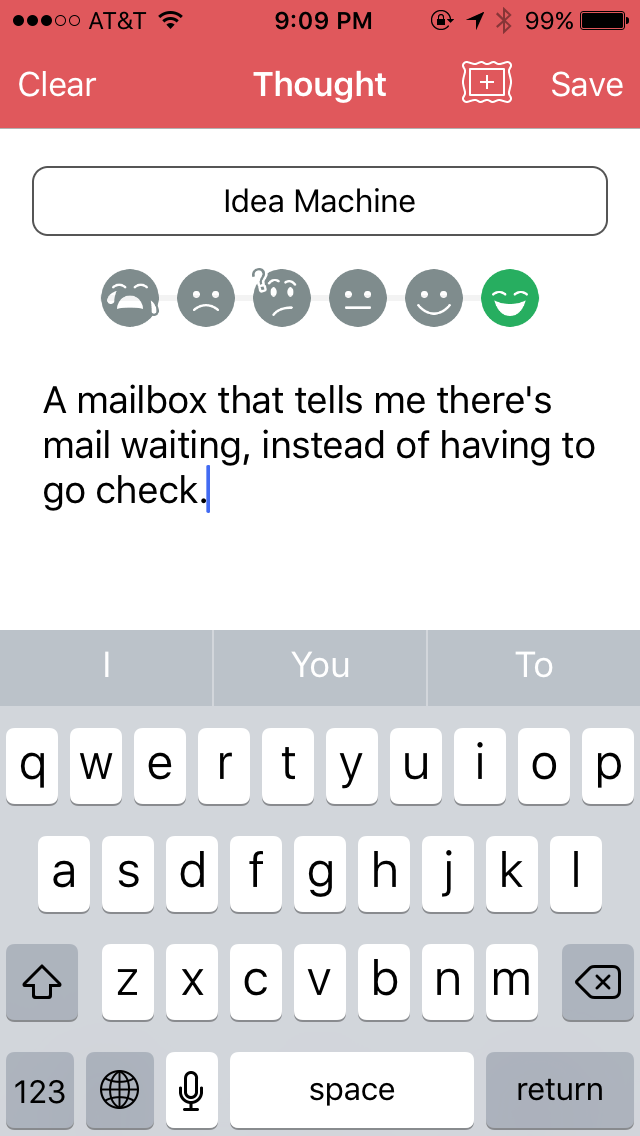 AT&T 9:09 PM 99%
Clear Thought Save
Idea Machine
A mailbox that tells me there's
mail waiting, instead of having to
go check.
I You To
q w e r t y u i o p
a s d f g h j k l
z x c v b n m
123 space return